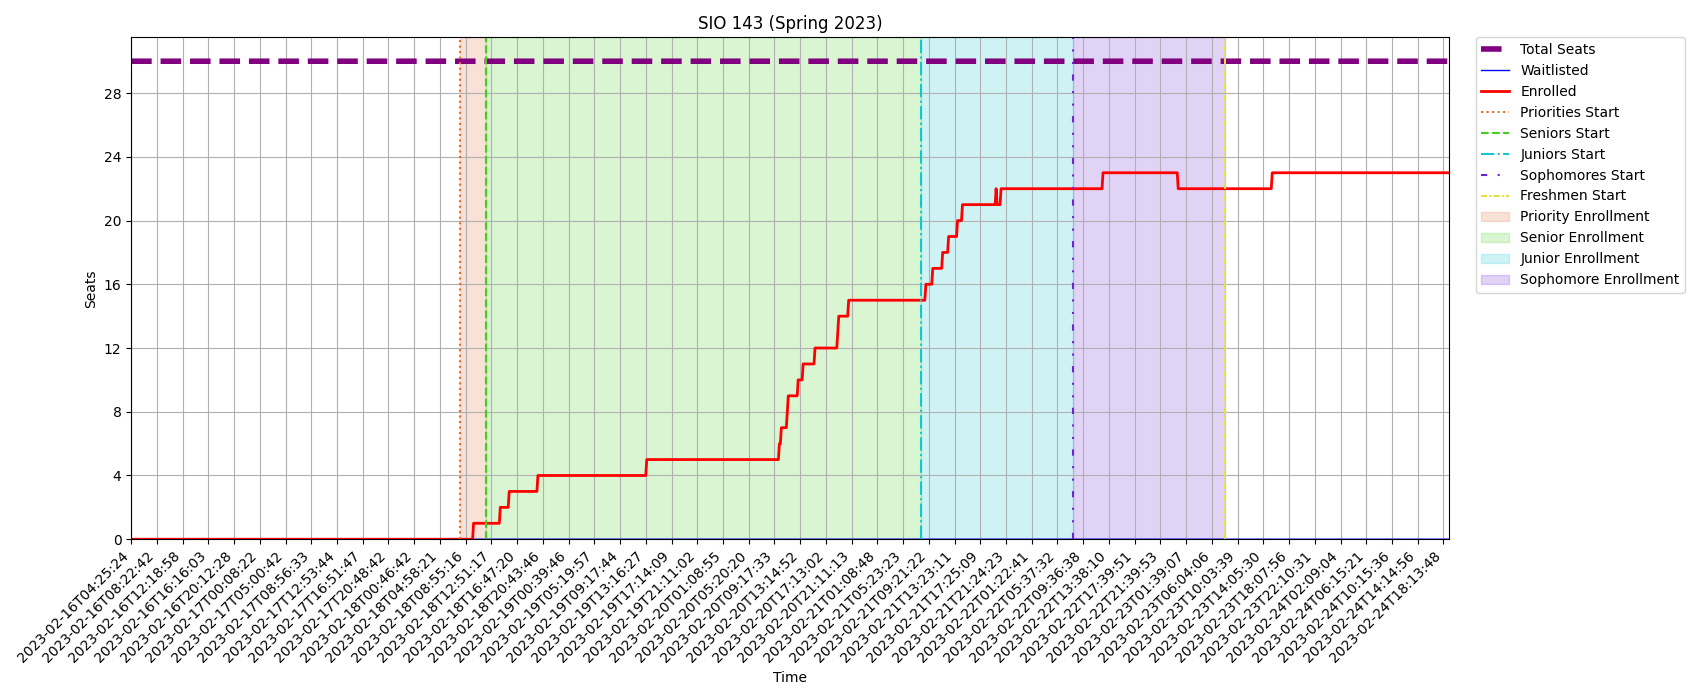 SIO 143 (Spring 2023)
Total Seats
Waitlisted
Enrolled
Priorities Start
Seniors Start
Juniors Start
Sophomores Start
Freshmen Start
Priority Enrollment
Senior Enrollment
Junior Enrollment
Sophomore Enrollment
Seats
28
24
20
16
12
8
4
0
2023-02-16T04:25:24
2023-02-16T08:22:42
2023-02-16T12:18:58
2023-02-16T16:16:03
2023-02-16T20:12:28
2023-02-17T00:08:22
2023-02-17T05:00:42
2023-02-17T08:56:33
2023-02-17T12:53:44
2023-02-17T16:51:47
2023-02-17T20:48:42
2023-02-18T00:46:42
2023-02-18T04:58:21
2023-02-18T08:55:16
2023-02-18T12:51:17
2023-02-18T16:47:20
2023-02-18T20:43:46
2023-02-19T00:39:46
2023-02-19T05:19:57
2023-02-19T09:17:44
2023-02-19T13:16:27
2023-02-19T17:14:09
2023-02-19T21:11:02
2023-02-20T01:08:55
2023-02-20T05:20:20
2023-02-20T09:17:33
2023-02-20T13:14:52
2023-02-20T17:13:02
2023-02-20T21:11:13
2023-02-21T01:08:48
2023-02-21T05:23:23
2023-02-21T09:21:22
2023-02-21T13:23:11
2023-02-21T17:25:09
2023-02-21T21:24:23
2023-02-22T01:22:41
2023-02-22T05:37:32
2023-02-22T09:36:38
2023-02-22T13:38:10
2023-02-22T17:39:51
2023-02-22T21:39:53
2023-02-23T01:39:07
2023-02-23T06:04:06
2023-02-23T10:03:39
2023-02-23T14:05:30
2023-02-23T18:07:56
2023-02-23T22:10:31
2023-02-24T02:09:04
2023-02-24T06:15:21
2023-02-24T10:15:36
2023-02-24T14:14:56
2023-02-24T18:13:48
Time